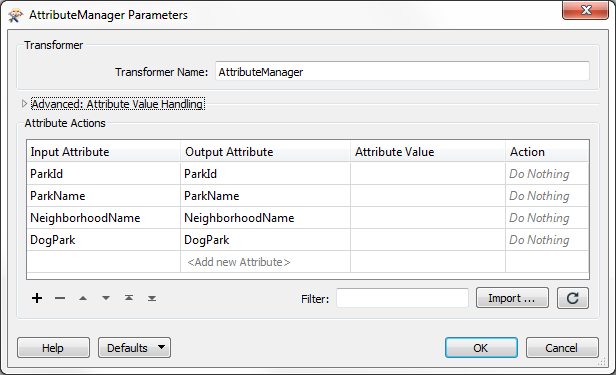 AttributeManager Parameters
Transformer
Transformer Name: AttributeManager
Advanced: Attribute Value Handling
Attribute Actions
Input Attribute Output Attribute Attribute Value Action
ParkId ParkId Do Nothing
ParkName ParkName Do Nothing
NeighborhoodName NeighborhoodName Do Nothing
DogPark DogPark Do Nothing
<Add new Attribute>
Filter: Import ...
Help Defaults OK Cancel